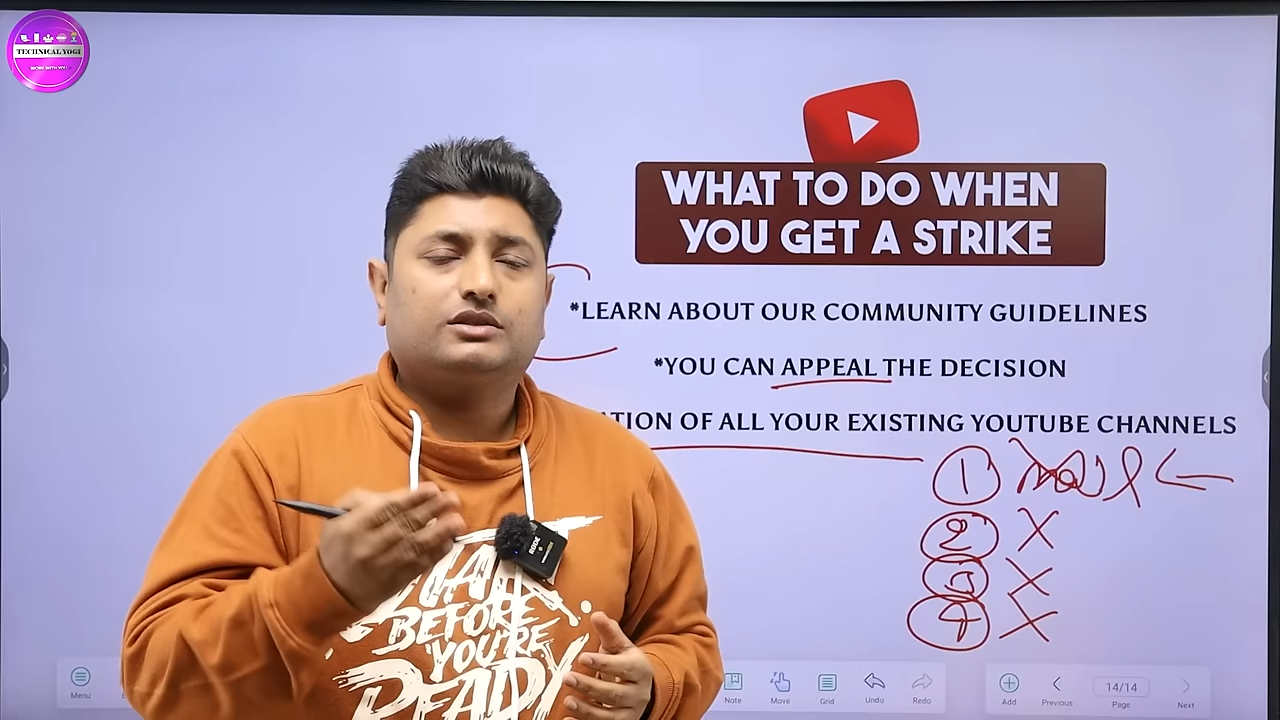 TECHNICAL YOGI
WHAT TO DO WHEN
YOU GET A STRIKE
*LEARN ABOUT OUR COMMUNITY GUIDELINES
*YOU CAN APPEAL THE DECISION
TION OF ALL YOUR EXISTING YOUTUBE CHANNELS
1
2 X
3 X
4 X
RODE
BEFORE
YOU'RE
READY
Menu
Note
Move
Grid
Undo
Redo
Add
Previous
14/14
Page
Next